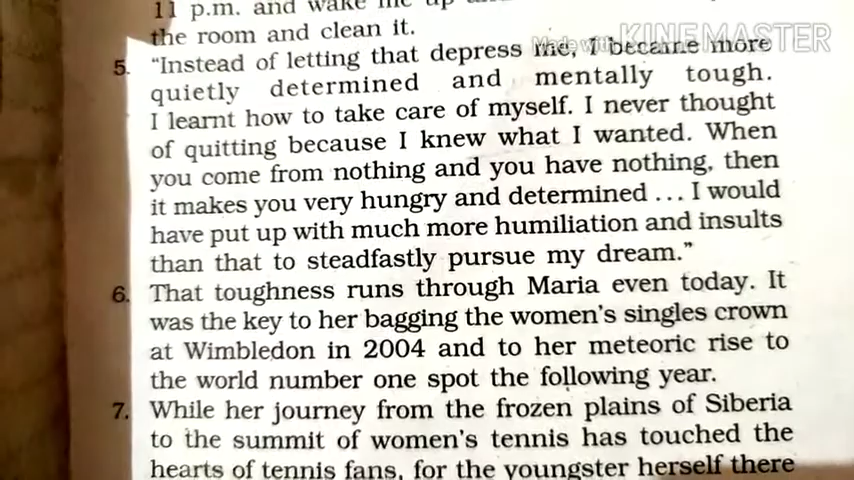 11 p.m. and wake me up
the room and clean it.
Made with KINEMASTER
5. "Instead of letting that depress me, I became more
quietly determined and mentally tough.
I learnt how to take care of myself. I never thought
of quitting because I knew what I wanted. When
you come from nothing and you have nothing, then
it makes you very hungry and determined ... I would
have put up with much more humiliation and insults
than that to steadfastly pursue my dream."
6. That toughness runs through Maria even today. It
was the key to her bagging the women's singles crown
at Wimbledon in 2004 and to her meteoric rise to
the world number one spot the following year.
7. While her journey from the frozen plains of Siberia
to the summit of women's tennis has touched the
hearts of tennis fans, for the youngster herself there